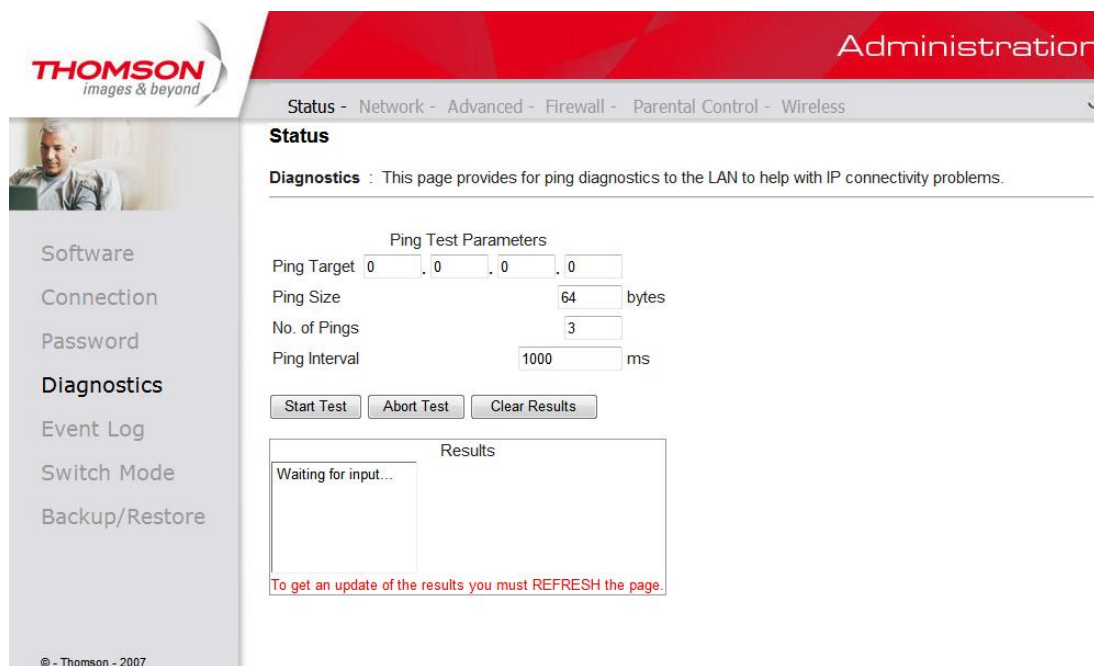 THOMSON
images & beyond
Administration
Status - Network - Advanced - Firewall - Parental Control - Wireless
Status
Diagnostics : This page provides for ping diagnostics to the LAN to help with IP connectivity problems.
Software
Connection
Password
Diagnostics
Event Log
Switch Mode
Backup/Restore
© - Thomson - 2007
Ping Test Parameters
Ping Target 0 . 0 . 0 . 0
Ping Size 64 bytes
No. of Pings 3
Ping Interval 1000 ms
Start Test Abort Test Clear Results
Results
Waiting for input...
To get an update of the results you must REFRESH the page.